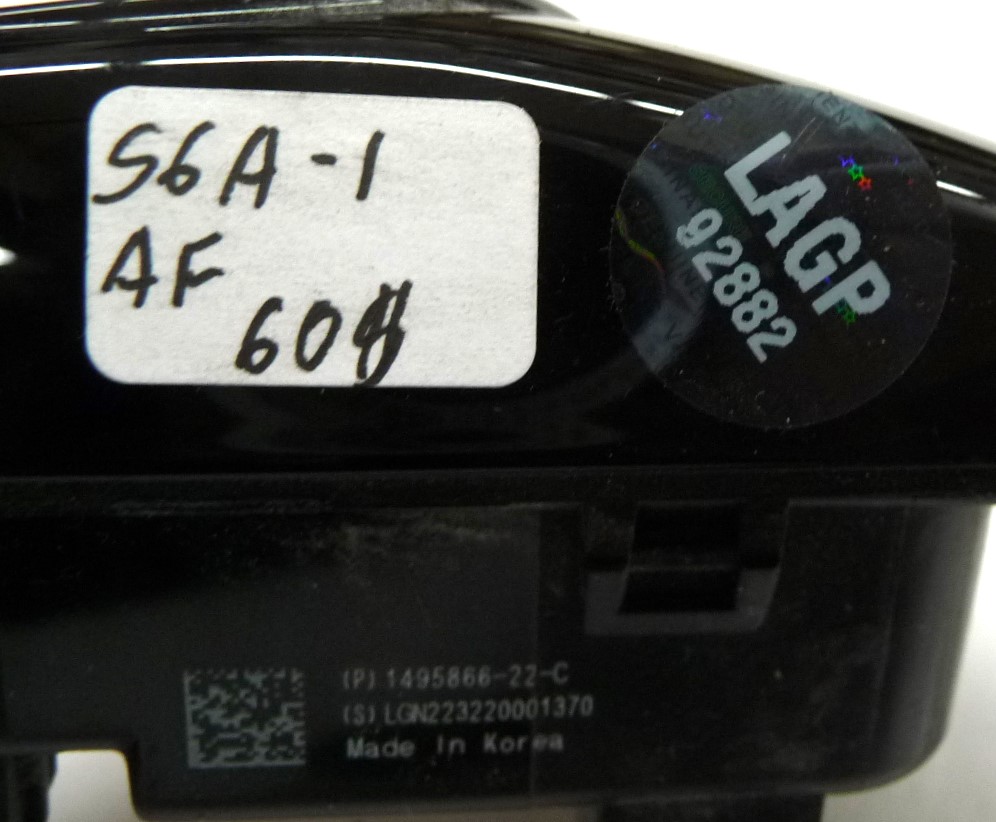 S6A-1
AF
60
LAGP
92882
(P) 1495866-22-C
(S) LGN223220001370
Made In Korea